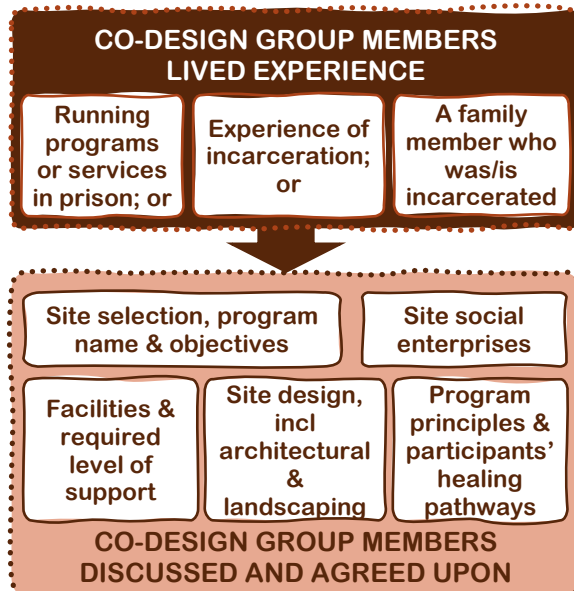 CO-DESIGN GROUP MEMBERS
LIVED EXPERIENCE
Running
programs
or services
in prison; or
Experience of
incarceration;
or
A family
member who
was/is
incarcerated
Site selection, program
name & objectives
Site social
enterprises
Facilities &
required
level of
support
Site design,
incl
architectural
&
landscaping
Program
principles &
participants’
healing
pathways
CO-DESIGN GROUP MEMBERS
DISCUSSED AND AGREED UPON